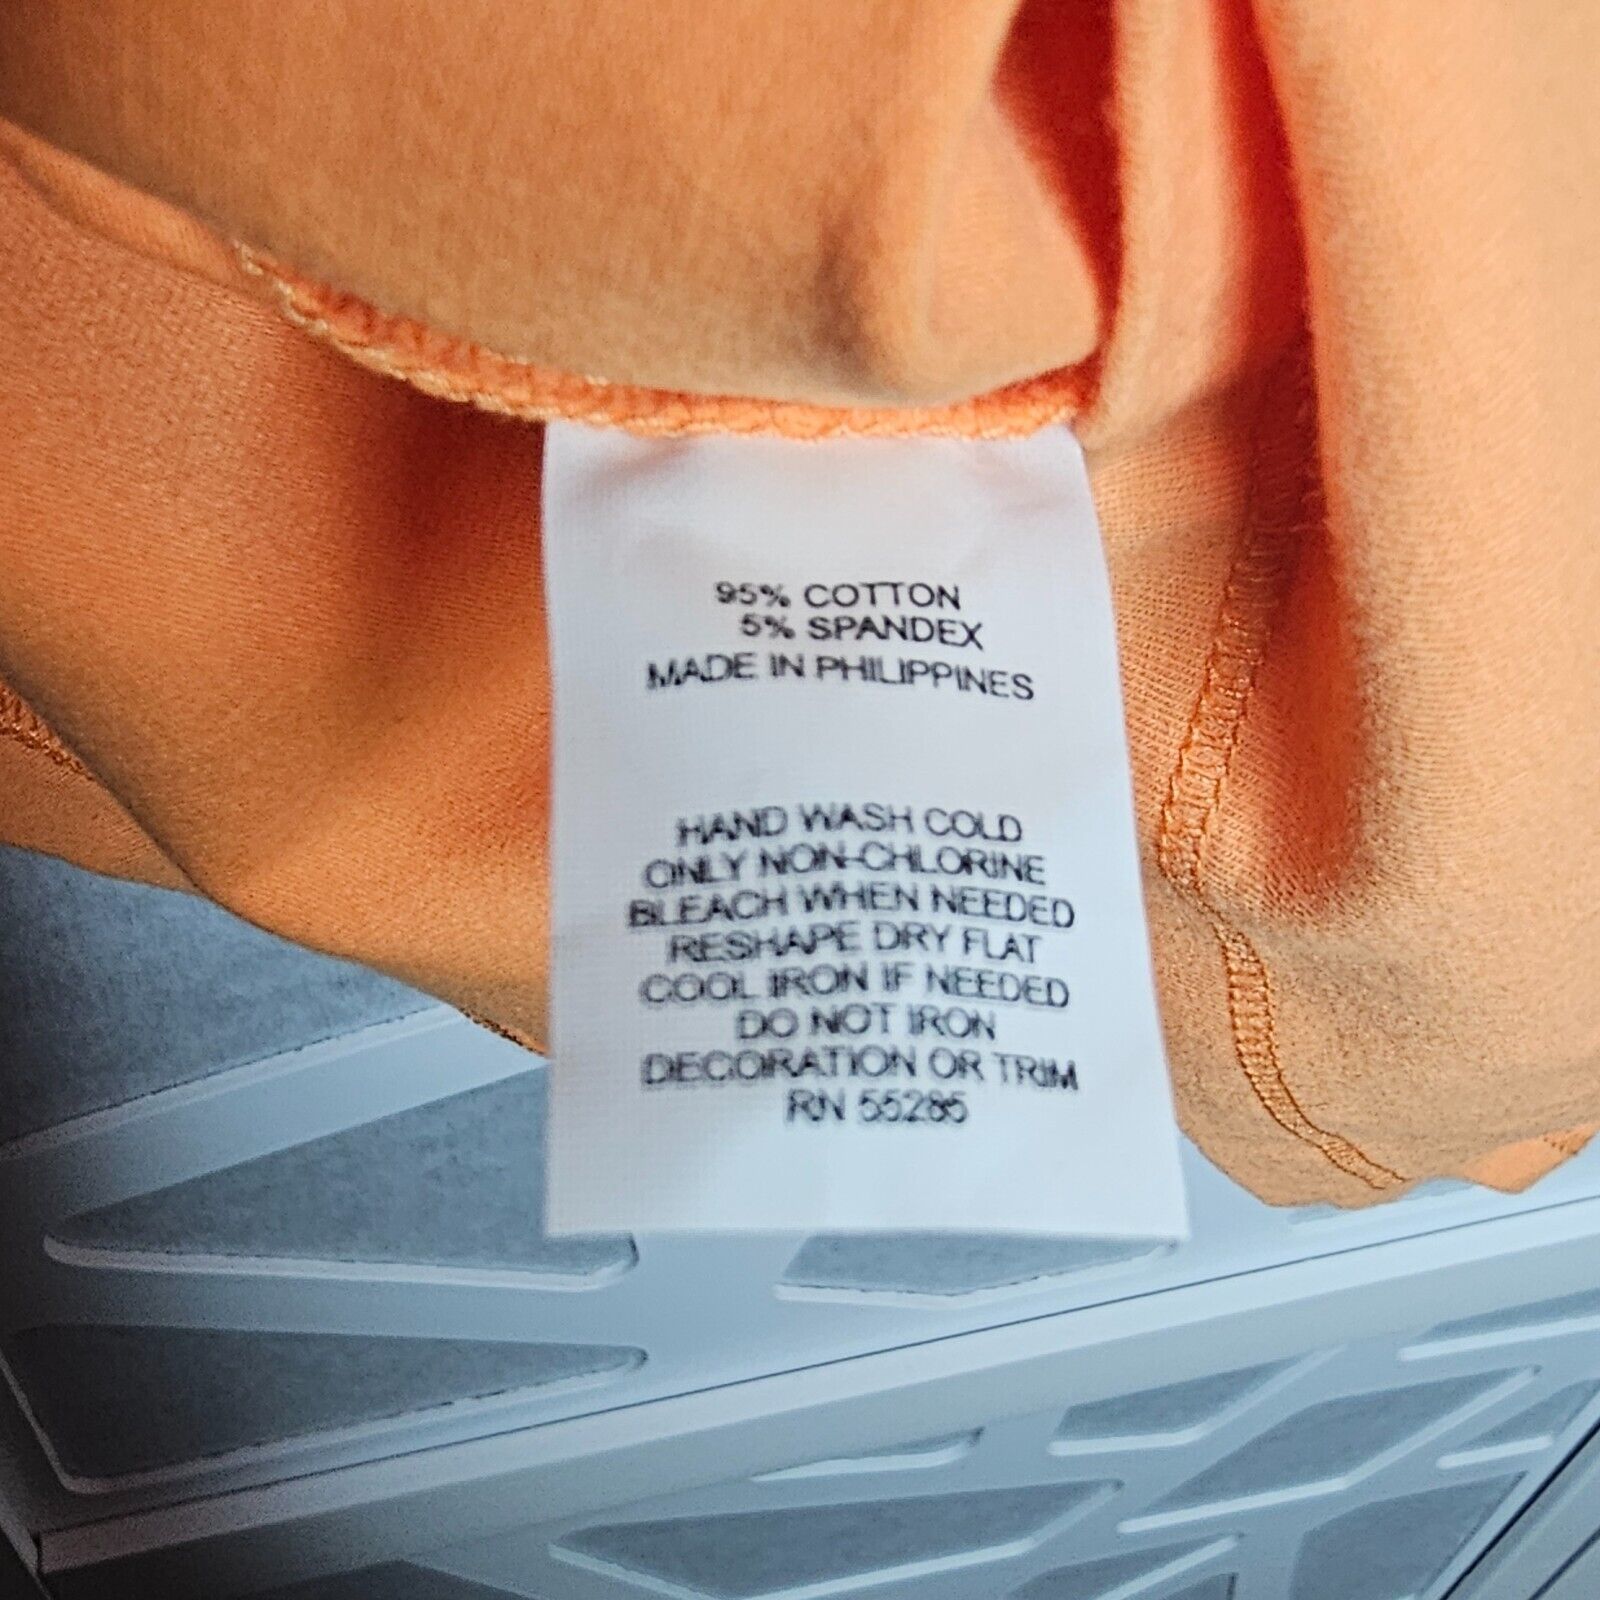 95% COTTON
5% SPANDEX
MADE IN PHILIPPINES
HAND WASH COLD
ONLY NON-CHLORINE
BLEACH WHEN NEEDED
RESHAPE DRY FLAT
COOL IRON IF NEEDED
DO NOT IRON
DECORATION OR TRIM
RN 55285